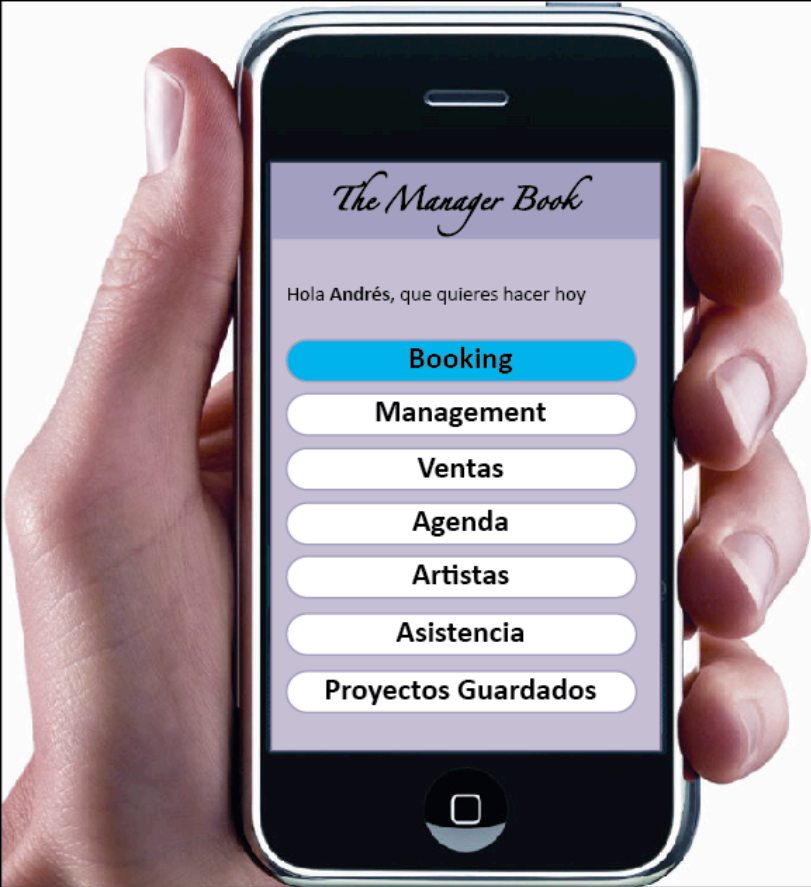 The Manager Book
Hola Andrés, que quieres hacer hoy
Booking
Management
Ventas
Agenda
Artistas
Asistencia
Proyectos Guardados